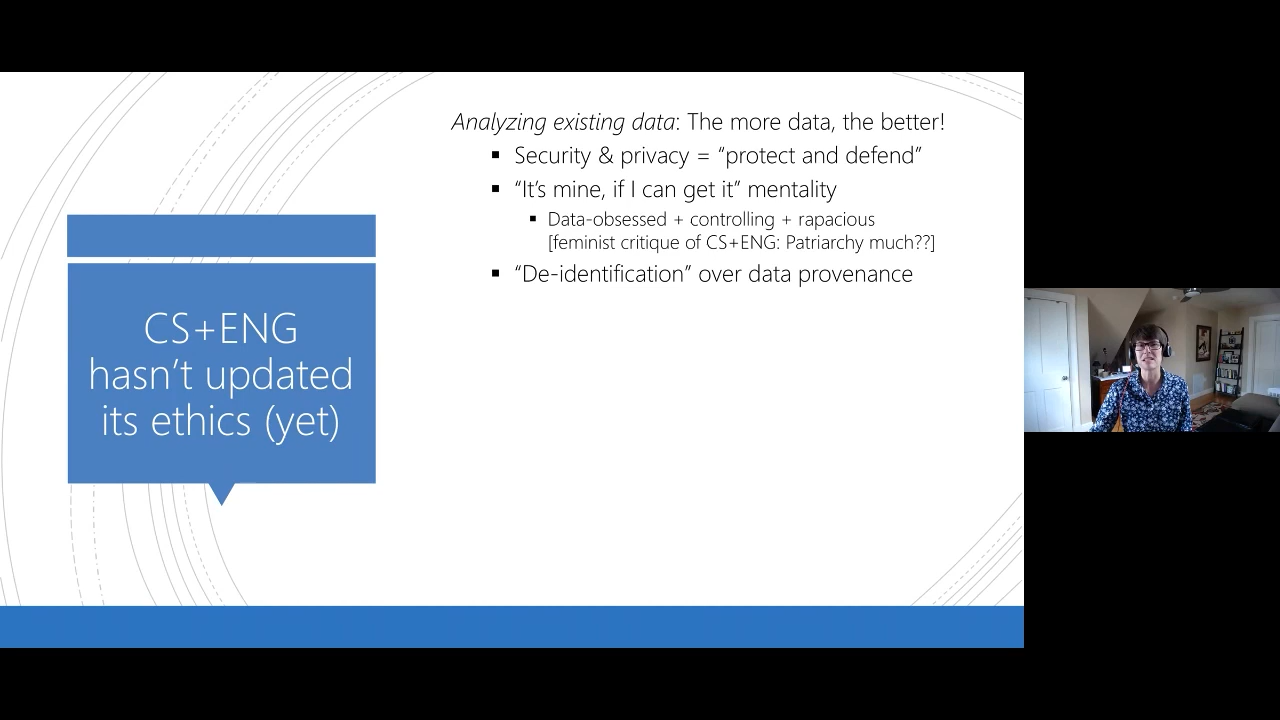 Analyzing existing data: The more data, the better!
Security & privacy = “protect and defend”
“It’s mine, if I can get it” mentality
Data-obsessed + controlling + rapacious
[feminist critique of CS+ENG: Patriarchy much??]
“De-identification” over data provenance
CS+ENG
hasn’t updated
its ethics (yet)